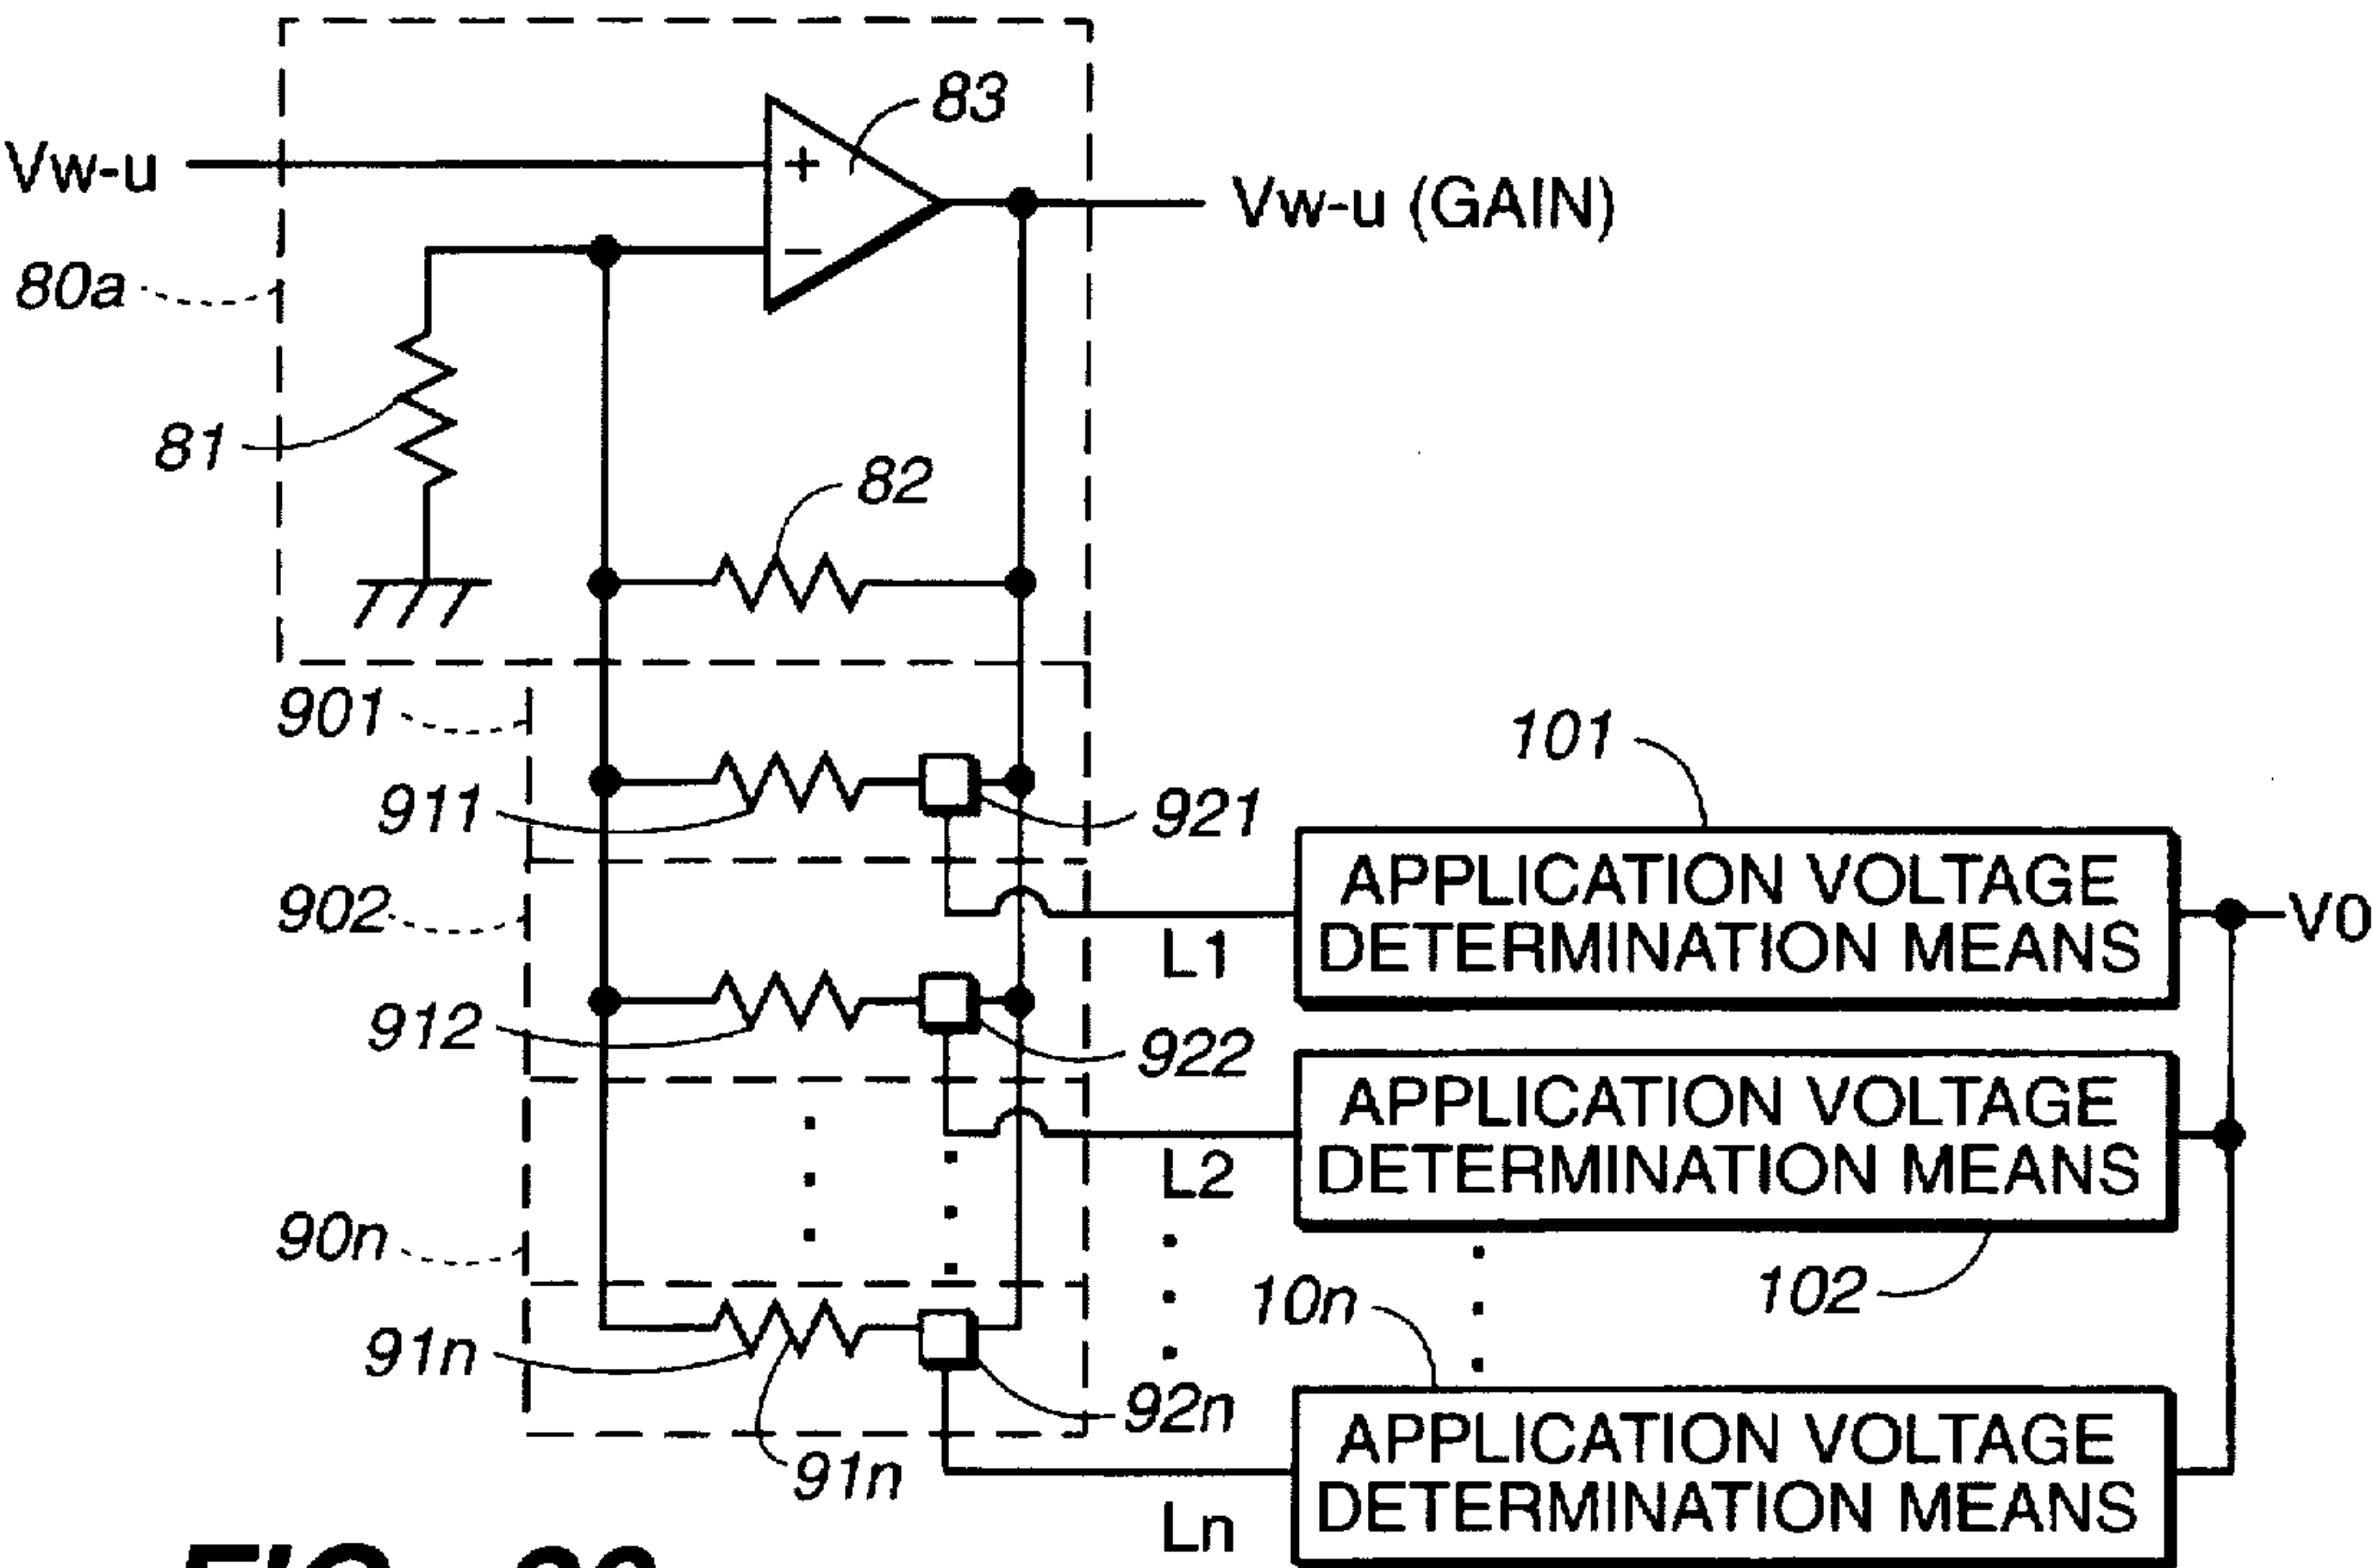 83
Vw-u
+
Vw-u (GAIN)
−
80a
81
82
901
101
911
921
APPLICATION VOLTAGE
DETERMINATION MEANS
V0
902
L1
912
922
APPLICATION VOLTAGE
DETERMINATION MEANS
L2
90n
102
10n
91n
92n
APPLICATION VOLTAGE
DETERMINATION MEANS
91n
Ln